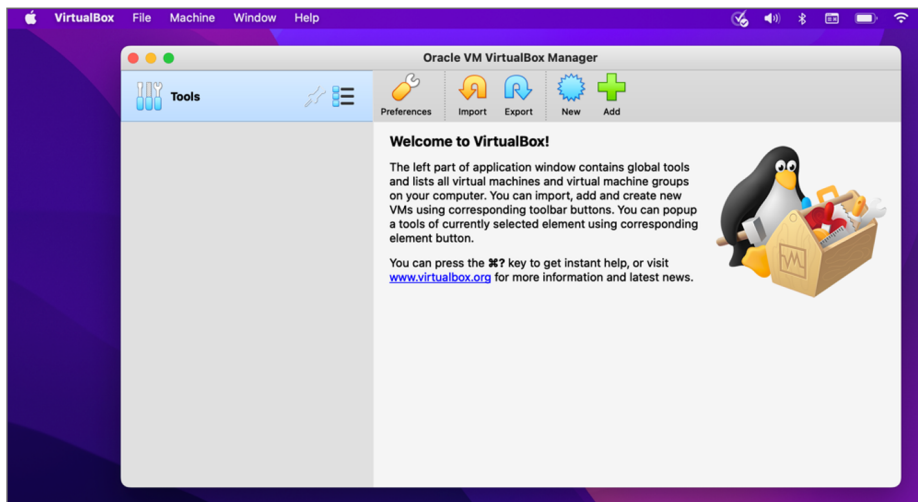 VirtualBox File Machine Window Help
Oracle VM VirtualBox Manager
Tools
Preferences Import Export New Add
Welcome to VirtualBox!
The left part of application window contains global tools
and lists all virtual machines and virtual machine groups
on your computer. You can import, add and create new
VMs using corresponding toolbar buttons. You can popup
a tools of currently selected element using corresponding
element button.
You can press the ⌘? key to get instant help, or visit
www.virtualbox.org for more information and latest news.